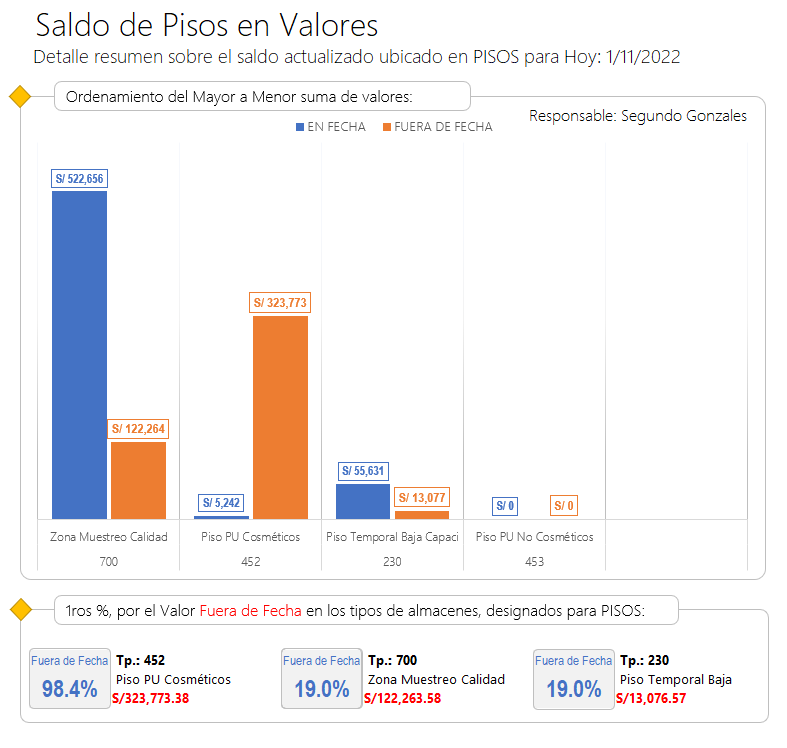 Saldo de Pisos en Valores
Detalle resumen sobre el saldo actualizado ubicado en PISOS para Hoy: 1/11/2022
Ordenamiento del Mayor a Menor suma de valores:
Responsable: Segundo Gonzales
EN FECHA FUERA DE FECHA
S/ 522,656
S/ 323,773
S/ 122,264
S/ 55,631
S/ 5,242
S/ 13,077
S/ 0
S/ 0
Zona Muestreo Calidad
Piso PU Cosméticos
Piso Temporal Baja Capaci
Piso PU No Cosméticos
700
452
230
453
1ros %, por el Valor Fuera de Fecha en los tipos de almacenes, designados para PISOS:
Fuera de Fecha
98.4%
Tp.: 452
Piso PU Cosméticos
S/323,773.38
Fuera de Fecha
19.0%
Tp.: 700
Zona Muestreo Calidad
S/122,263.58
Fuera de Fecha
19.0%
Tp.: 230
Piso Temporal Baja
S/13,076.57